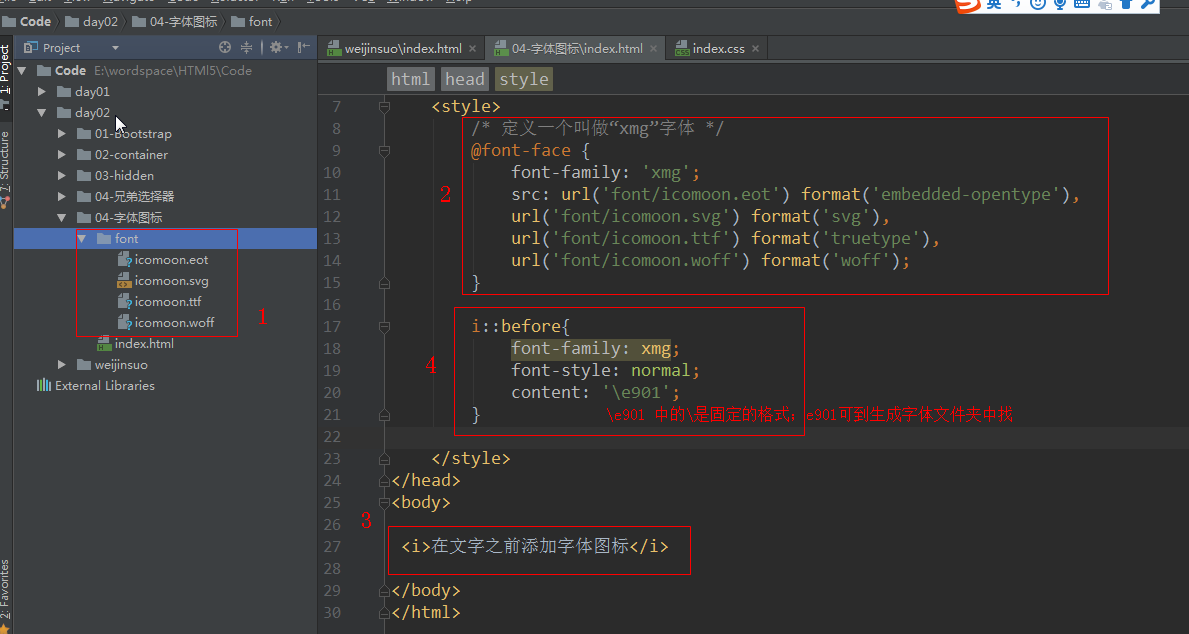 Code day02 04-字体图标 font
英
Project
weijinsuo\index.html 04-字体图标\index.html index.css
1: Project
7: Structure
2: Favorites
Code E:\wordspace\HTMl5\Code
day01
day02
01-Bootstrap
02-container
03-hidden
04-兄弟选择器
04-字体图标
font
icomoon.eot
icomoon.svg
icomoon.ttf
icomoon.woff
1
index.html
weijinsuo
External Libraries
html head style
7 <style>
8 /* 定义一个叫做“xmg”字体 */
9 @font-face {
10 font-family: 'xmg';
11 src: url('font/icomoon.eot') format('embedded-opentype'),
2
12 url('font/icomoon.svg') format('svg'),
13 url('font/icomoon.ttf') format('truetype'),
14 url('font/icomoon.woff') format('woff');
15 }
16
17 i::before{
18 font-family: xmg;
4
19 font-style: normal;
20 content: '\e901';
21 } \e901 中的\是固定的格式；e901可到生成字体文件夹中找
22
23 </style>
24 </head>
25 <body>
3
26
27 <i>在文字之前添加字体图标</i>
28
29 </body>
30 </html>